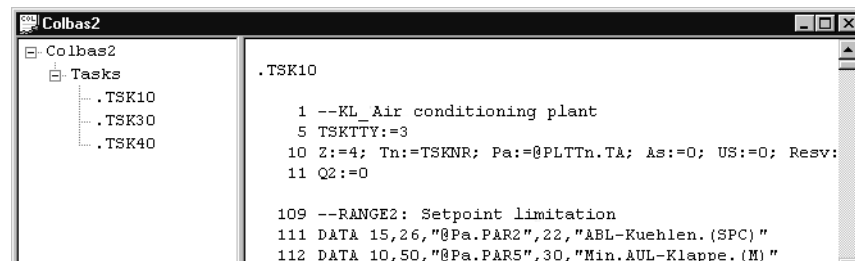 Colbas2
Colbas2
Tasks
.TSK10
.TSK30
.TSK40
.TSK10
1 --KL_Air conditioning plant
5 TSKTTY:=3
10 Z:=4; Tn:=TSKNR; Pa:=@PLTTn.TA; As:=0; US:=0; Resv:
11 Q2:=0
109 --RANGE2: Setpoint limitation
111 DATA 15,26,"@Pa.PAR2",22,"ABL-Kuehlen.(SPC)"
112 DATA 10,50,"@Pa.PAR5",30,"Min.AUL-Klappe.(M)"